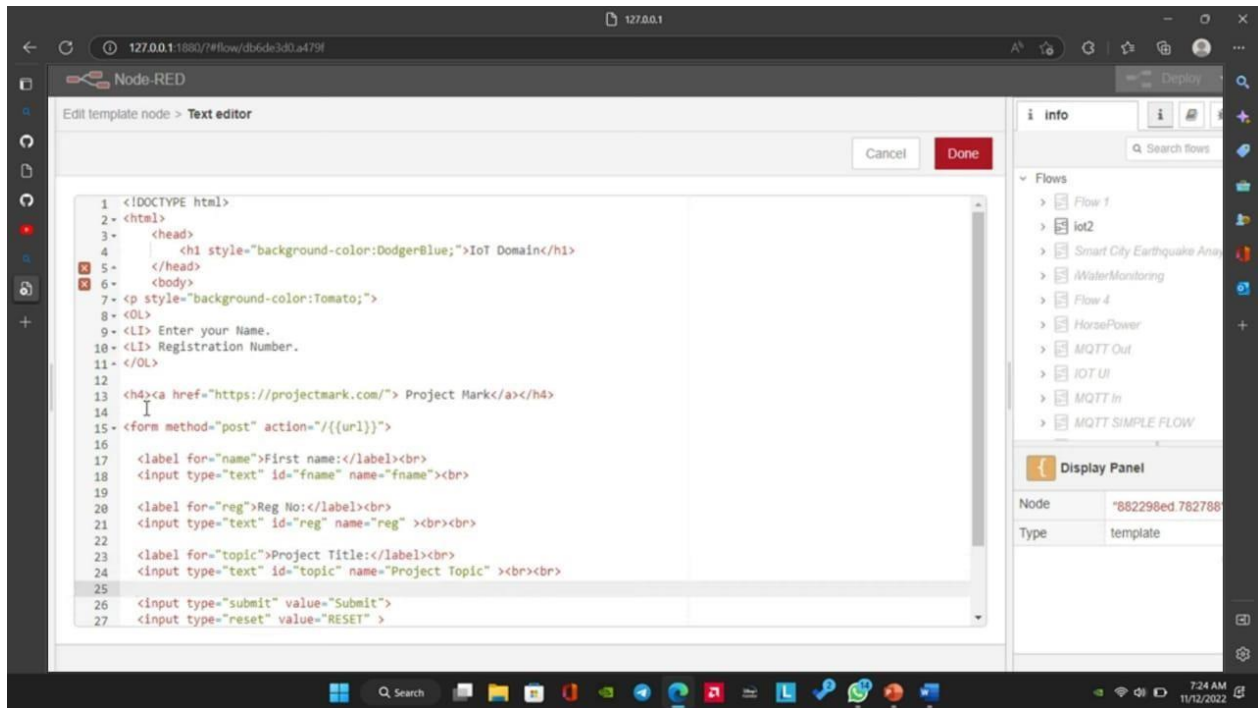 127.0.0.1
127.0.0.1:1880/?#flow/db6de3d0.a479f
Node-RED
Deploy
Edit template node > Text editor
Cancel
Done
i info
Search flows
Flows
Flow 1
iot2
Smart City Earthquake Anay
iWaterMonitoring
Flow 4
HorsePower
MQTT Out
IOT UI
MQTT In
MQTT SIMPLE FLOW
Display Panel
Node "882298ed.782788"
Type template
1 <!DOCTYPE html>
2 <html>
3 <head>
4 <h1 style="background-color:DodgerBlue;">IoT Domain</h1>
5 </head>
6 <body>
7 <p style="background-color:Tomato;">
8 <OL>
9 <LI> Enter your Name.
10 <LI> Registration Number.
11 </OL>
12
13 <h4><a href="https://projectmark.com/"> Project Mark</a></h4>
14
15 <form method="post" action="/{{url}}">
16
17 <label for="name">First name:</label><br>
18 <input type="text" id="fname" name="fname"><br>
19
20 <label for="reg">Reg No:</label><br>
21 <input type="text" id="reg" name="reg" ><br><br>
22
23 <label for="topic">Project Title:</label><br>
24 <input type="text" id="topic" name="Project Topic" ><br><br>
25
26 <input type="submit" value="Submit">
27 <input type="reset" value="RESET" >
Search
7:24 AM
11/12/2022